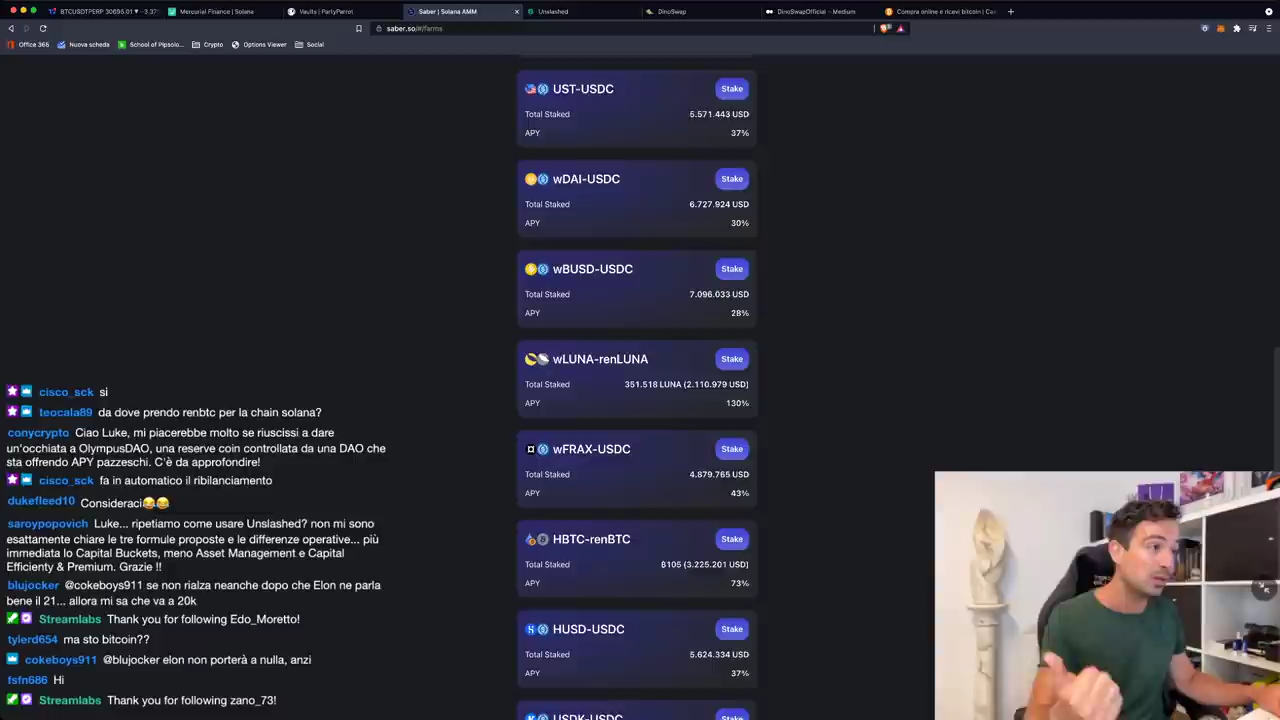 BTCUSDTPERP 30695.01 ▼ −3.37
Mercurial Finance | Solana
Vaults | PartyParrot
Saber | Solana AMM
Unslashed
DinoSwap
DinoSwapOfficial – Medium
Compra online e ricevi bitcoin | Ca
saber.so/#/farms
Office 365
Nuova scheda
School of Pipsolo...
Crypto
Options Viewer
Social
UST-USDC
Stake
Total Staked
5.571.443 USD
APY
37%
wDAI-USDC
Stake
Total Staked
6.727.924 USD
APY
30%
wBUSD-USDC
Stake
Total Staked
7.096.033 USD
APY
28%
wLUNA-renLUNA
Stake
Total Staked
351.518 LUNA (2.110.979 USD)
APY
130%
wFRAX-USDC
Stake
Total Staked
4.879.765 USD
APY
43%
HBTC-renBTC
Stake
Total Staked
₿105 (3.225.201 USD)
APY
73%
HUSD-USDC
Stake
Total Staked
5.624.334 USD
APY
37%
USDK-USDC
Stake
cisco_sck si
teocala89 da dove prendo renbtc per la chain solana?
conycrypto Ciao Luke, mi piacerebbe molto se riuscissi a dare
un'occhiata a OlympusDAO, una reserve coin controllata da una DAO che
sta offrendo APY pazzeschi. C'è da approfondire!
cisco_sck fa in automatico il ribilanciamento
dukefleed10 Consideraci😂😂
saroypopovich Luke... ripetiamo come usare Unslashed? non mi sono
esattamente chiare le tre formule proposte e le differenze operative... più
immediata lo Capital Buckets, meno Asset Management e Capital
Efficienty & Premium. Grazie !!
blujocker @cokeboys911 se non rialza neanche dopo che Elon ne parla
bene il 21... allora mi sa che va a 20k
Streamlabs Thank you for following Edo_Moretto!
tylerd654 ma sto bitcoin??
cokeboys911 @blujocker elon non porterà a nulla, anzi
fsfn686 Hi
Streamlabs Thank you for following zano_73!